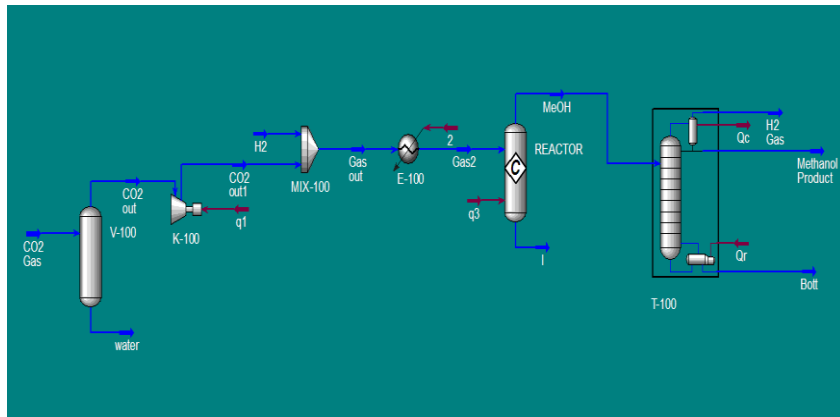 CO2
Gas
V-100
water
CO2
out
K-100
q1
CO2
out1
H2
MIX-100
Gas
out
2
E-100
Gas2
MeOH
REACTOR
C
q3
l
T-100
Qc
H2
Gas
Methanol
Product
Qr
Bott